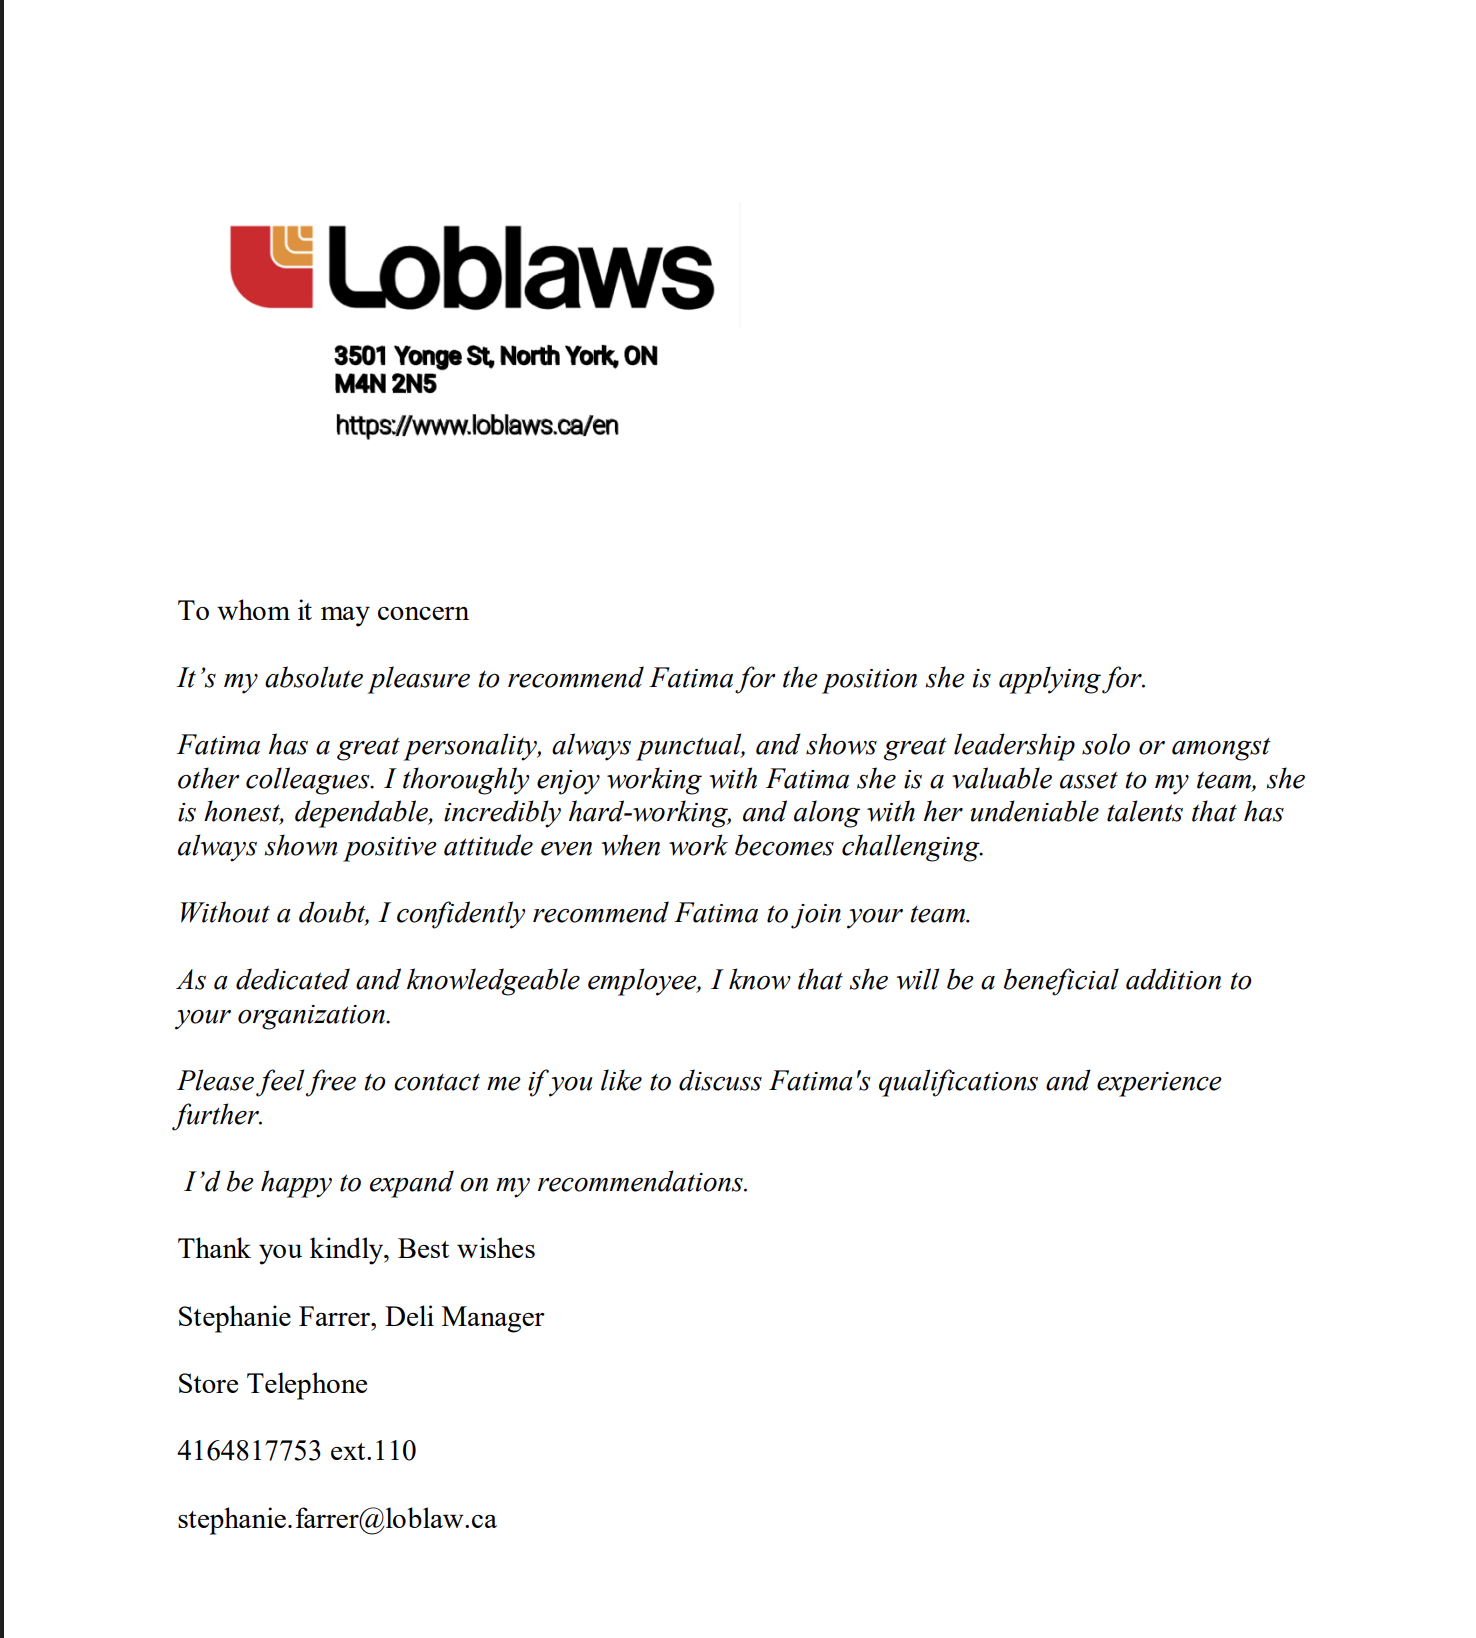 Loblaws
3501 Yonge St, North York, ON
M4N 2N5
https://www.loblaws.ca/en
To whom it may concern
It’s my absolute pleasure to recommend Fatima for the position she is applying for.
Fatima has a great personality, always punctual, and shows great leadership solo or amongst
other colleagues. I thoroughly enjoy working with Fatima she is a valuable asset to my team, she
is honest, dependable, incredibly hard-working, and along with her undeniable talents that has
always shown positive attitude even when work becomes challenging.
Without a doubt, I confidently recommend Fatima to join your team.
As a dedicated and knowledgeable employee, I know that she will be a beneficial addition to
your organization.
Please feel free to contact me if you like to discuss Fatima's qualifications and experience
further.
I’d be happy to expand on my recommendations.
Thank you kindly, Best wishes
Stephanie Farrer, Deli Manager
Store Telephone
4164817753 ext.110
stephanie.farrer@loblaw.ca